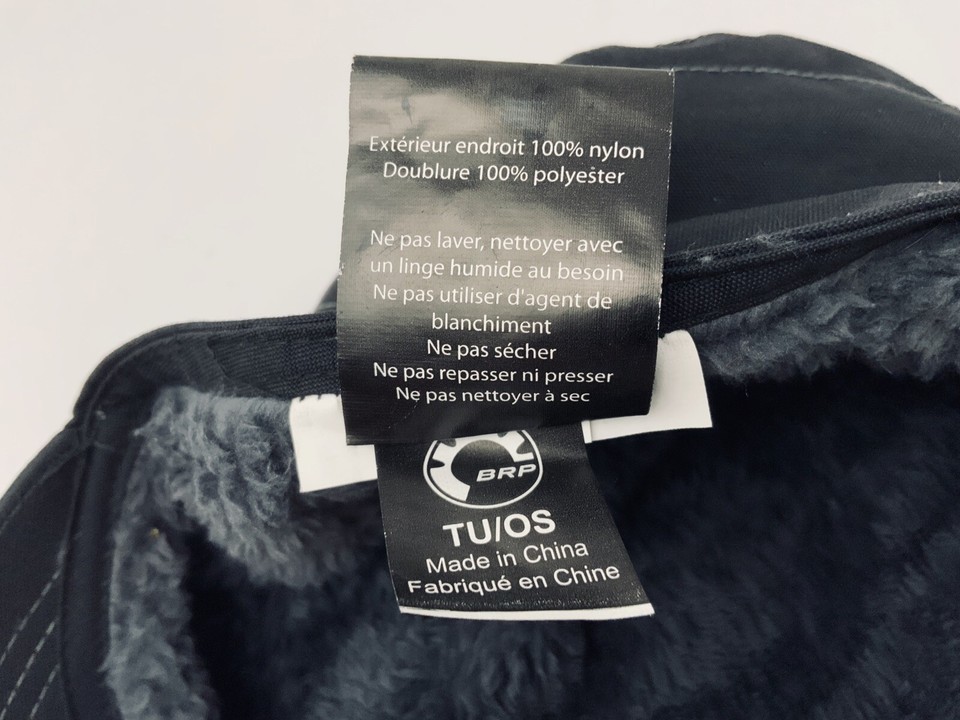 Extérieur endroit 100% nylon
Doublure 100% polyester
Ne pas laver, nettoyer avec
un linge humide au besoin
Ne pas utiliser d'agent de
blanchiment
Ne pas sécher
Ne pas repasser ni presser
Ne pas nettoyer à sec
BRP
TU/OS
Made in China
Fabriqué en Chine